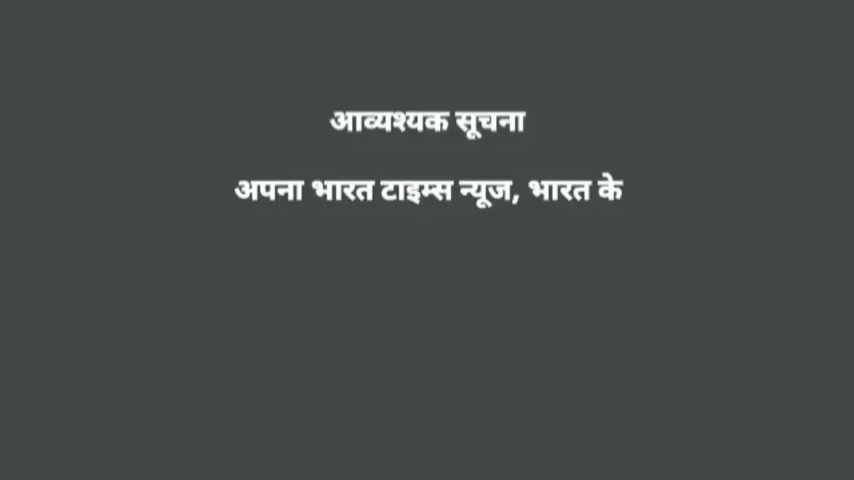 आव्यश्यक सूचना
अपना भारत टाइम्स न्यूज, भारत के